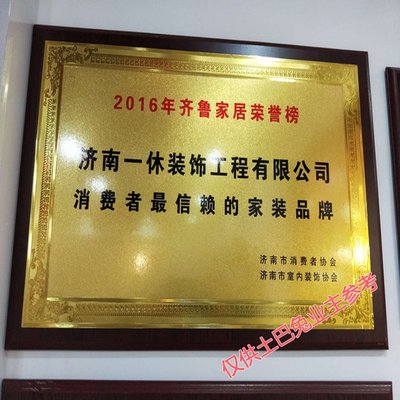 2016年齐鲁家居荣誉榜
济南一休装饰工程有限公司
消费者最信赖的家装品牌
济南市消费者协会
济南市室内装饰协会
仅供土巴兔业主参考